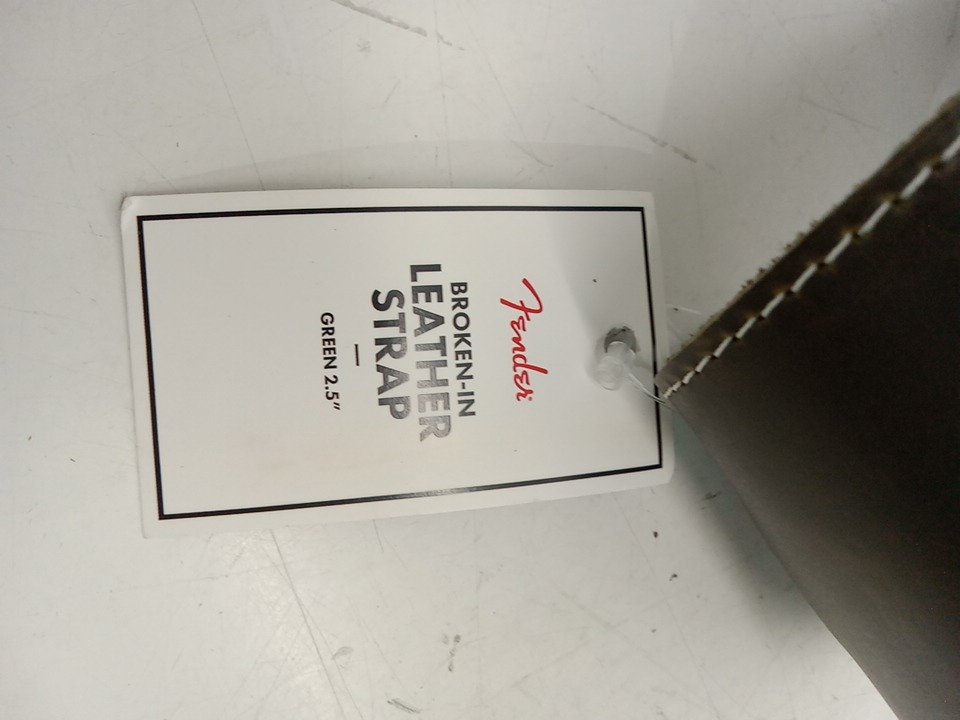 Fender
BROKEN-IN
LEATHER
STRAP
—
GREEN 2.5"